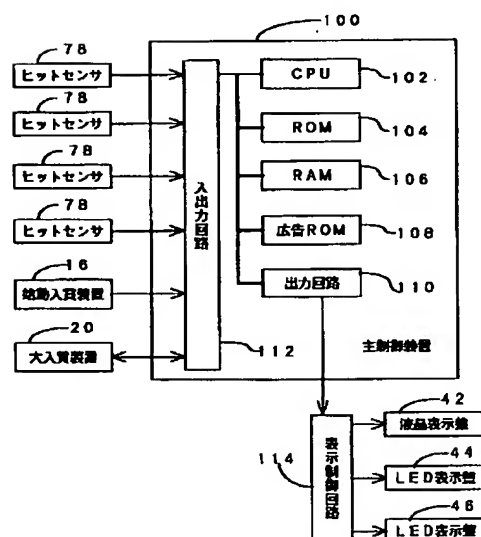 100
78
ヒットセンサ
CPU
102
78
ヒットセンサ
ROM
104
78
ヒットセンサ
RAM
106
78
ヒットセンサ
広告ROM
108
入出力回路
16
始動入賞装置
出力回路
110
20
大入賞装置
112
主制御装置
42
液晶表示盤
114
表示制御回路
44
LED表示盤
46
LED表示盤